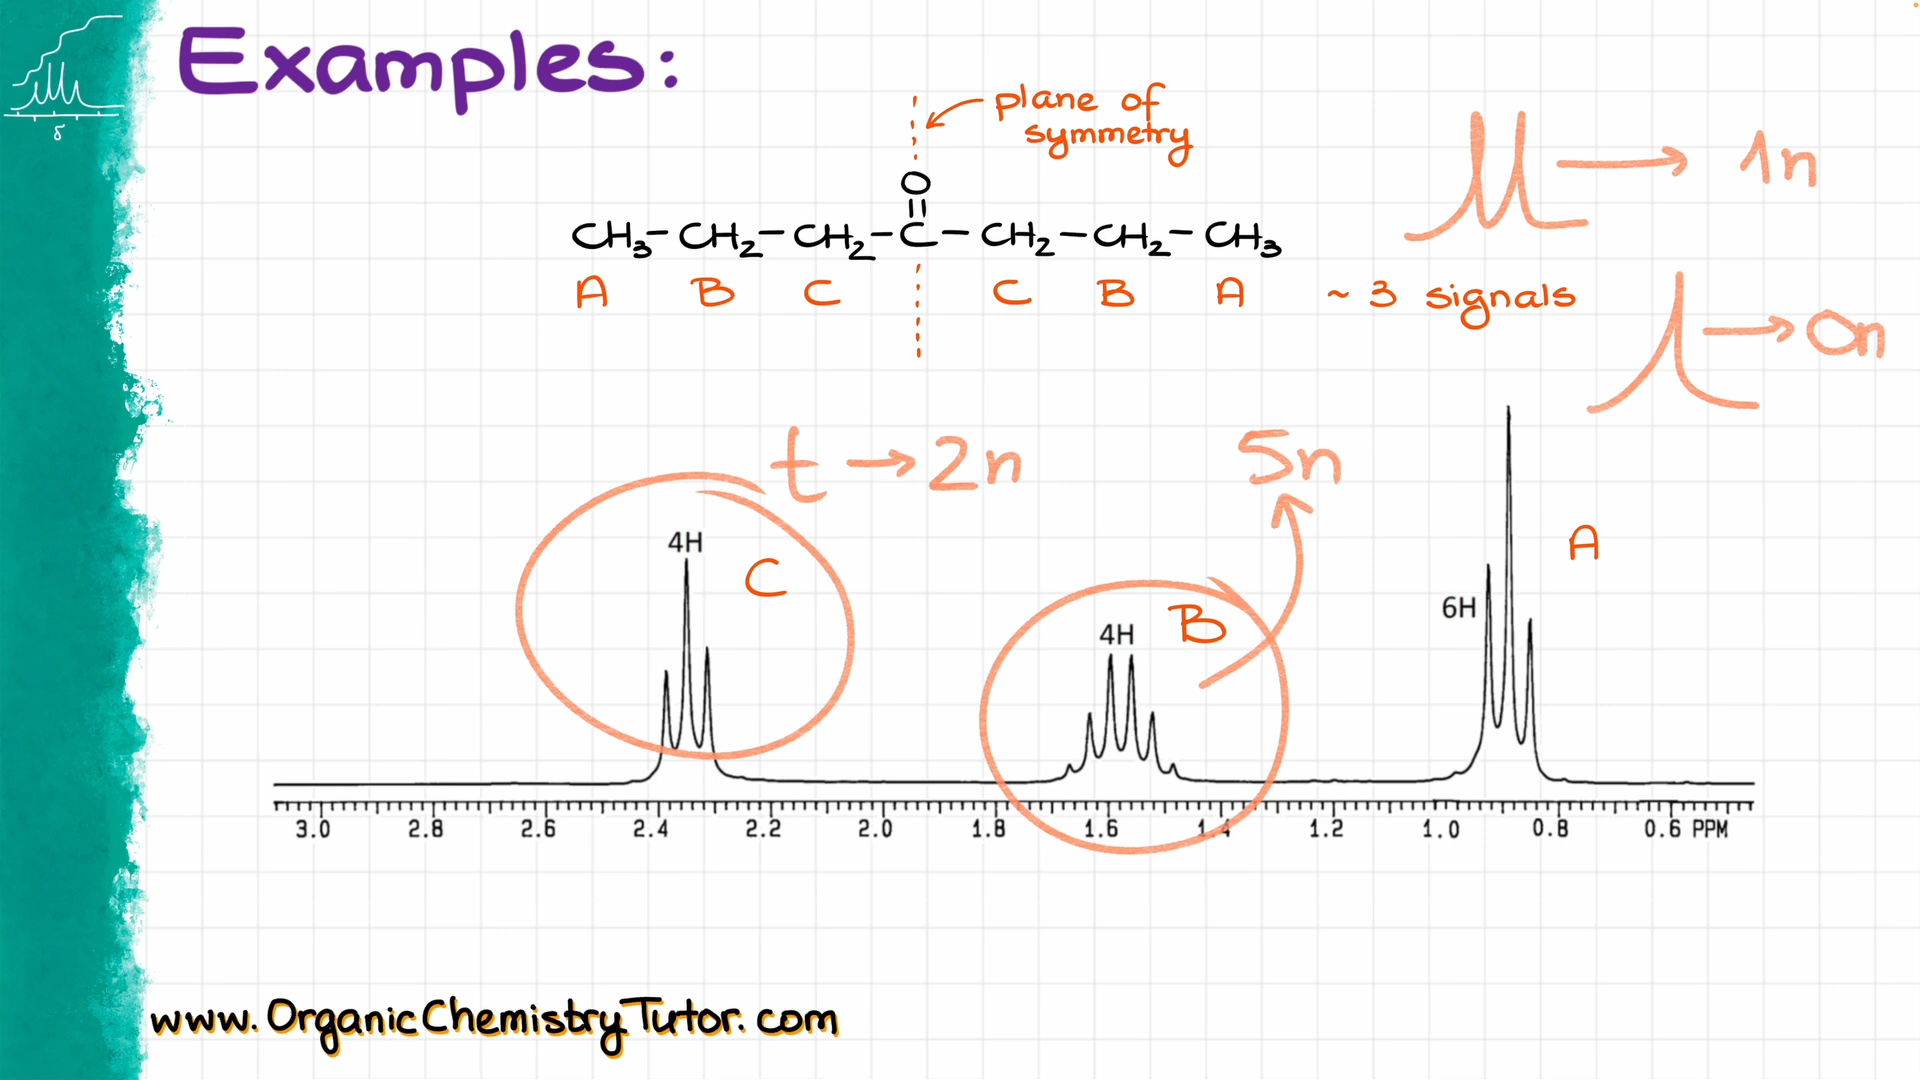 Examples:
δ
plane of
symmetry
→ 1n
O
CH₃-CH₂-CH₂-C-CH₂-CH₂-CH₃
A B C C B A ~ 3 signals
→ 0n
t → 2n
5n
4H
C
4H
B
6H
A
3.0 2.8 2.6 2.4 2.2 2.0 1.8 1.6 1.4 1.2 1.0 0.8 0.6 PPM
www.OrganicChemistryTutor.com